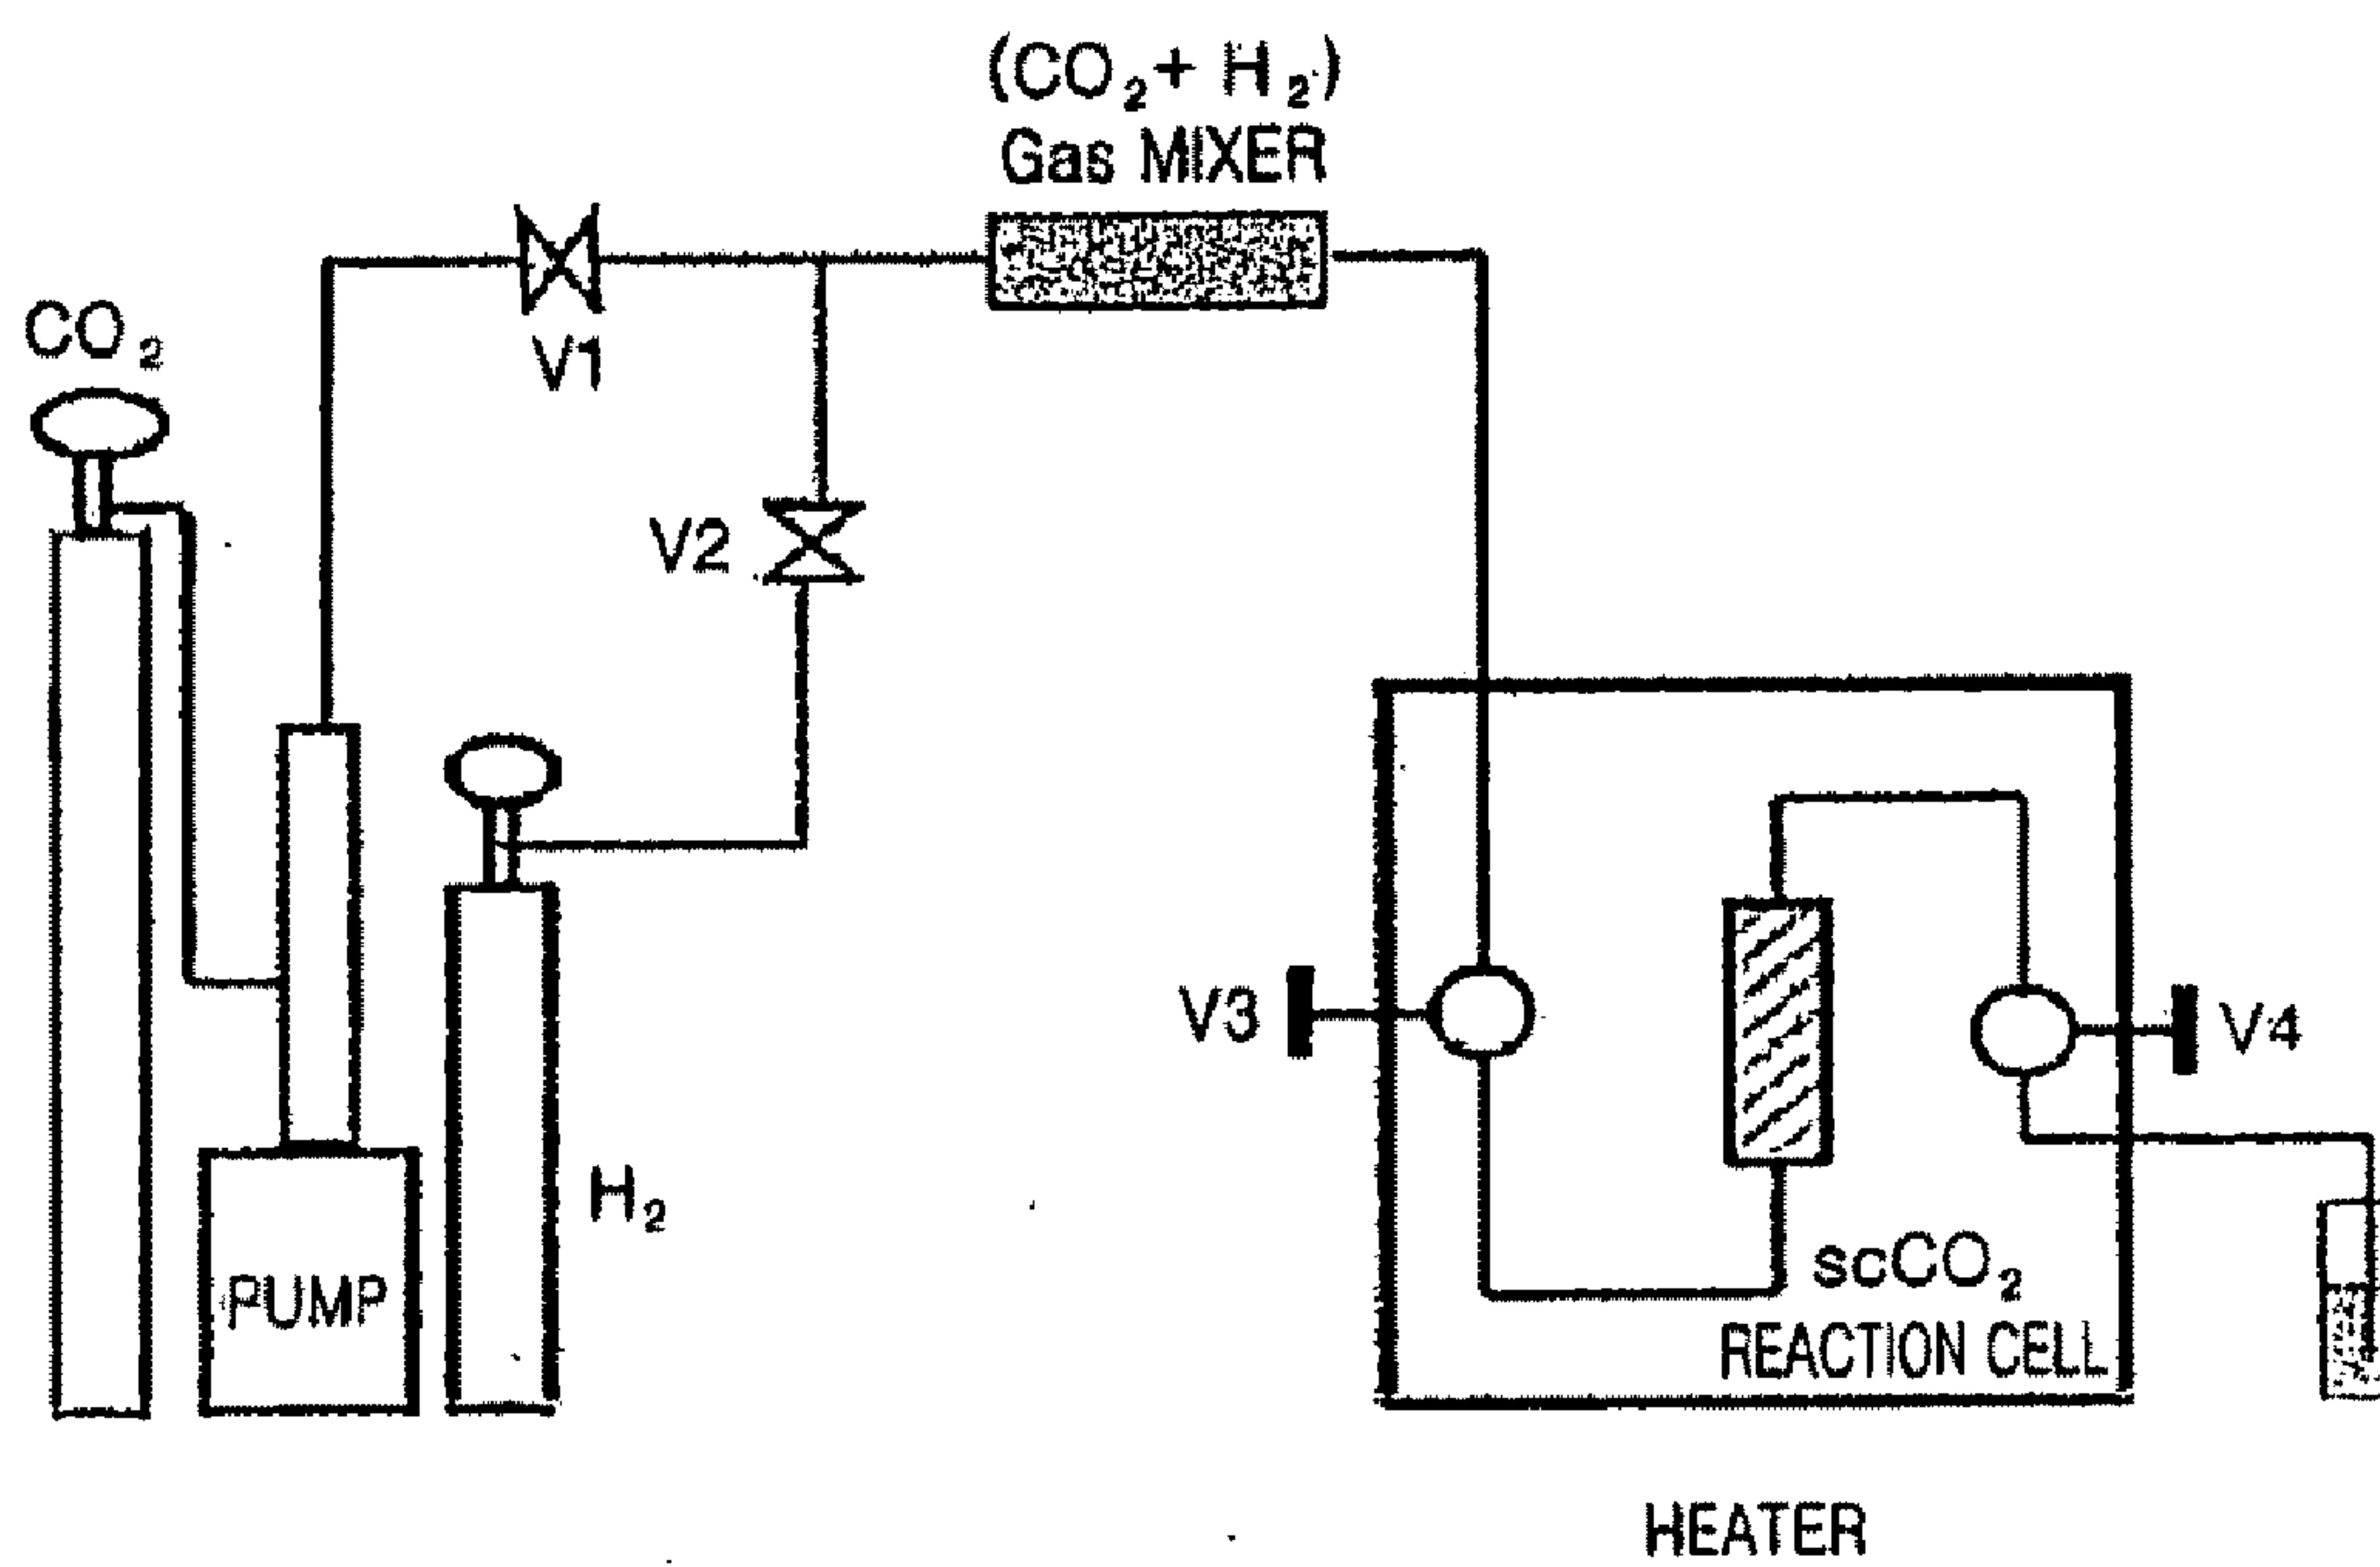 (CO₂ + H₂)
Gas MIXER
CO₂
V1
V2
H₂
PUMP
V3
V4
scCO₂
REACTION CELL
HEATER